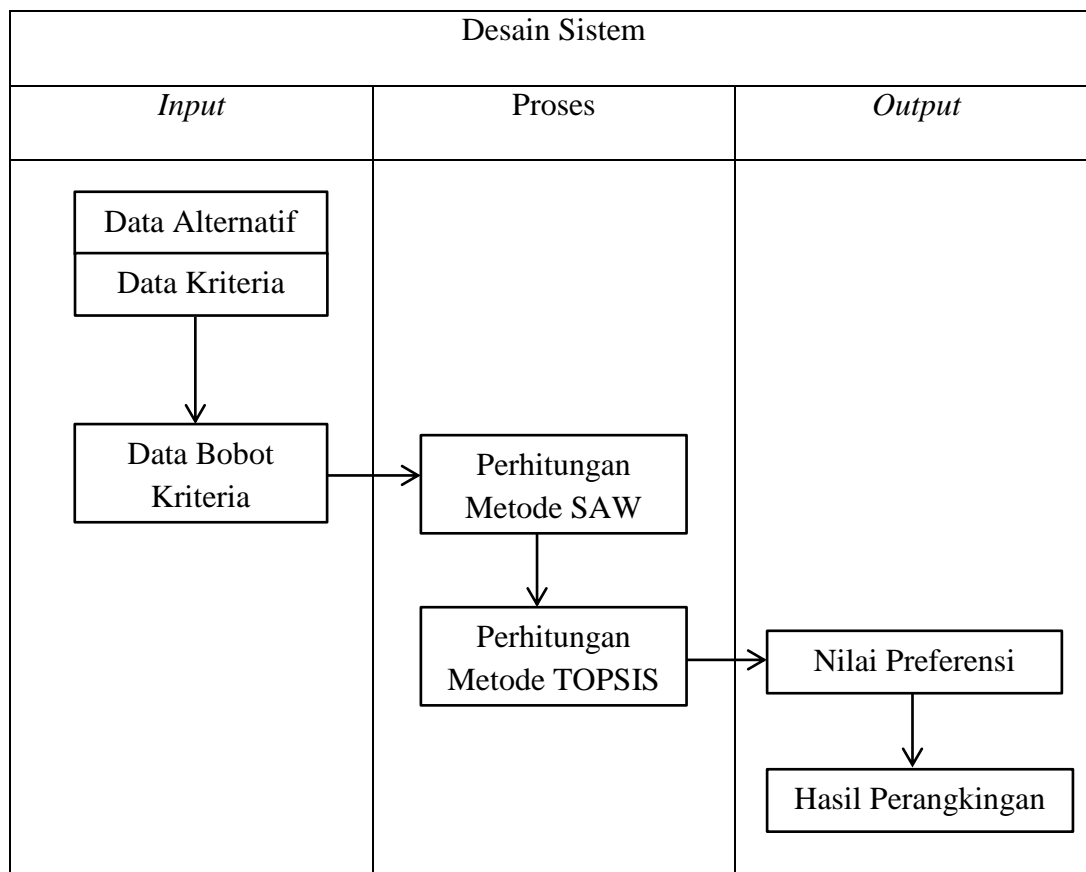 Desain Sistem
Input
Proses
Output
Data Alternatif
Data Kriteria
Data Bobot
Kriteria
Perhitungan
Metode SAW
Perhitungan
Metode TOPSIS
Nilai Preferensi
Hasil Perangkingan